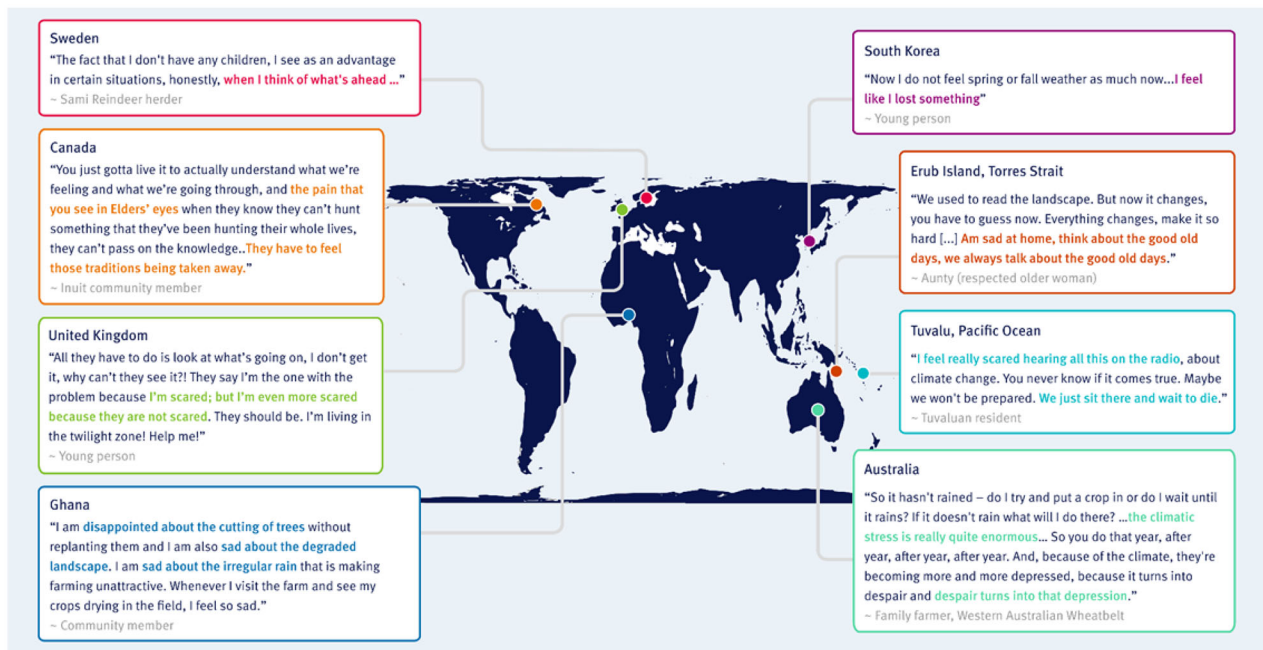 Sweden
“The fact that I don't have any children, I see as an advantage
in certain situations, honestly, when I think of what's ahead ...”
~ Sami Reindeer herder
Canada
“You just gotta live it to actually understand what we’re
feeling and what we’re going through, and the pain that
you see in Elders’ eyes when they know they can’t hunt
something that they’ve been hunting their whole lives,
they can’t pass on the knowledge..They have to feel
those traditions being taken away.”
~ Inuit community member
United Kingdom
“All they have to do is look at what’s going on, I don’t get
it, why can’t they see it?! They say I’m the one with the
problem because I’m scared; but I’m even more scared
because they are not scared. They should be. I’m living in
the twilight zone! Help me!”
~ Young person
Ghana
“I am disappointed about the cutting of trees without
replanting them and I am also sad about the degraded
landscape. I am sad about the irregular rain that is making
farming unattractive. Whenever I visit the farm and see my
crops drying in the field, I feel so sad.”
~ Community member
South Korea
“Now I do not feel spring or fall weather as much now...I feel
like I lost something”
~ Young person
Erub Island, Torres Strait
“We used to read the landscape. But now it changes,
you have to guess now. Everything changes, make it so
hard [...] Am sad at home, think about the good old
days, we always talk about the good old days.”
~ Aunty (respected older woman)
Tuvalu, Pacific Ocean
“I feel really scared hearing all this on the radio, about
climate change. You never know if it comes true. Maybe
we won’t be prepared. We just sit there and wait to die.”
~ Tuvaluan resident
Australia
“So it hasn't rained – do I try and put a crop in or do I wait until
it rains? If it doesn't rain what will I do there? ...the climatic
stress is really quite enormous... So you do that year, after
year, after year, after year. And, because of the climate, they're
becoming more and more depressed, because it turns into
despair and despair turns into that depression.”
~ Family farmer, Western Australian Wheatbelt